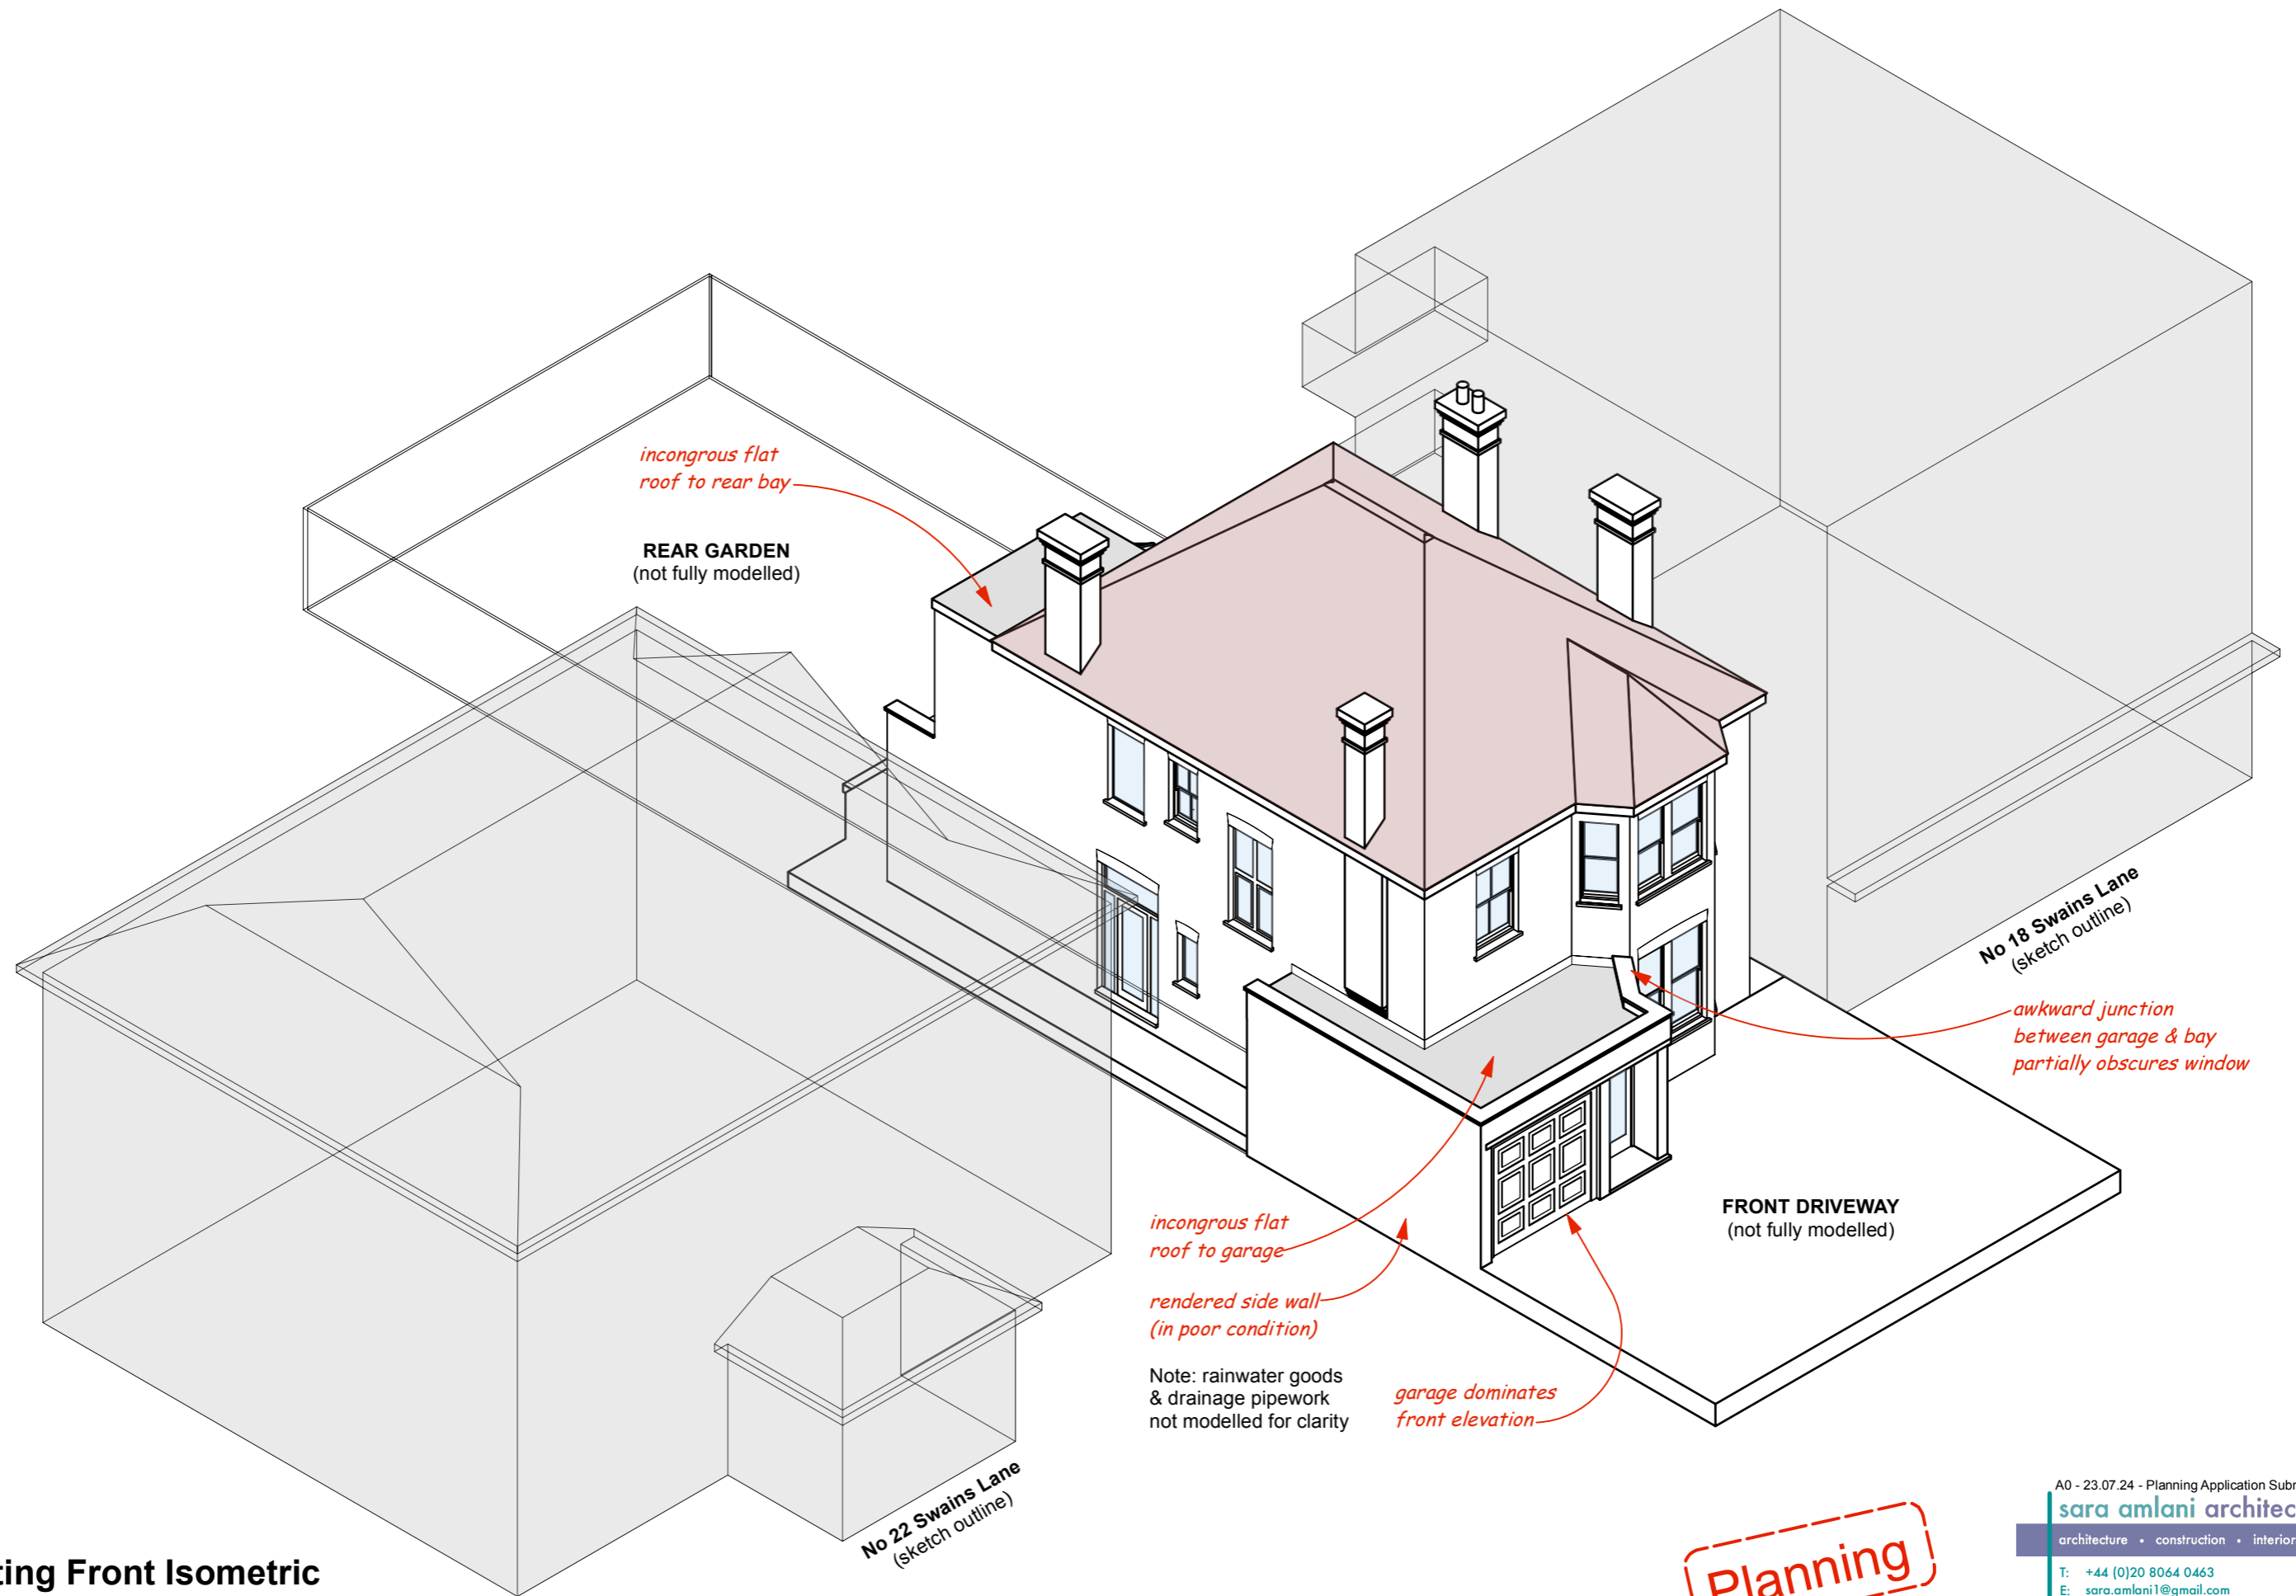 incongrous flat
roof to rear bay
REAR GARDEN
(not fully modelled)
No 18 Swains Lane
(sketch outline)
awkward junction
between garage & bay
partially obscures window
FRONT DRIVEWAY
(not fully modelled)
incongrous flat
roof to garage
rendered side wall
(in poor condition)
Note: rainwater goods
& drainage pipework
not modelled for clarity
garage dominates
front elevation
No 22 Swains Lane
(sketch outline)
ting Front Isometric
Planning
A0 - 23.07.24 - Planning Application Subm
sara amlani architec
architecture • construction • interior
T: +44 (0)20 8064 0463
E: sara.amlani1@gmail.com